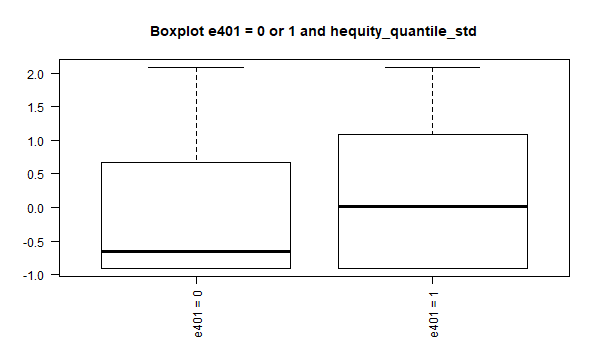 Boxplot e401 = 0 or 1 and hequity_quantile_std
2.0
1.5
1.0
0.5
0.0
-0.5
-1.0
e401 = 0
e401 = 1